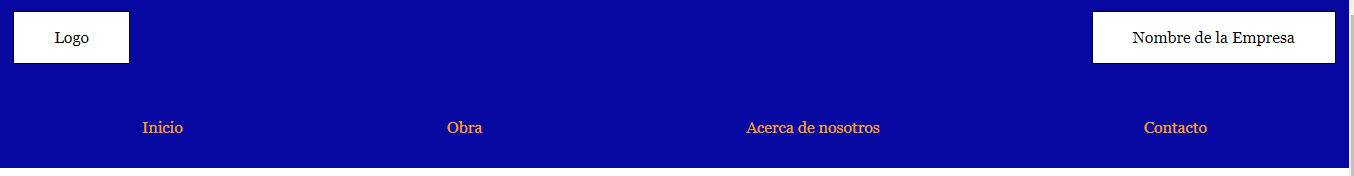 Logo
Nombre de la Empresa
Inicio
Obra
Acerca de nosotros
Contacto